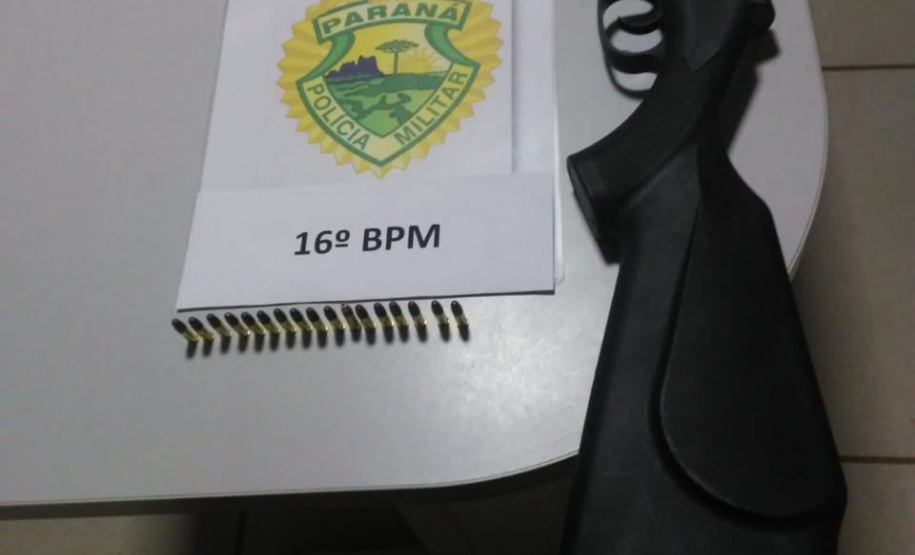 PARANÁ
POLÍCIA MILITAR
16º BPM